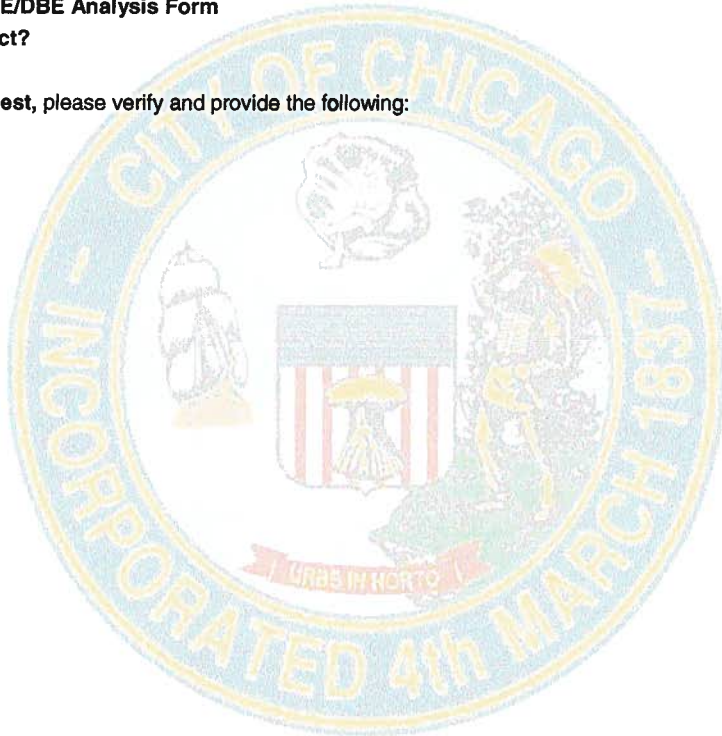 E/DBE Analysis Form
ct?
est, please verify and provide the following:
CITY OF CHICAGO
INCORPORATED 4th MARCH 1837
URBS IN HORTO